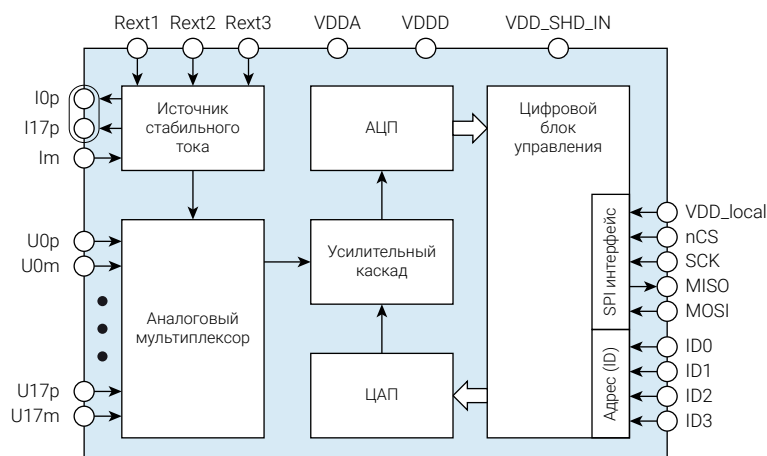 Rext1 Rext2 Rext3 VDDA VDDD VDD_SHD_IN
I0p
I17p
Im
Источник
стабильного
тока
АЦП
Цифровой
блок
управления
U0p
U0m
U17p
U17m
Аналоговый
мультиплексор
Усилительный
каскад
ЦАП
SPI интерфейс
Адрес (ID)
VDD_local
nCS
SCK
MISO
MOSI
ID0
ID1
ID2
ID3